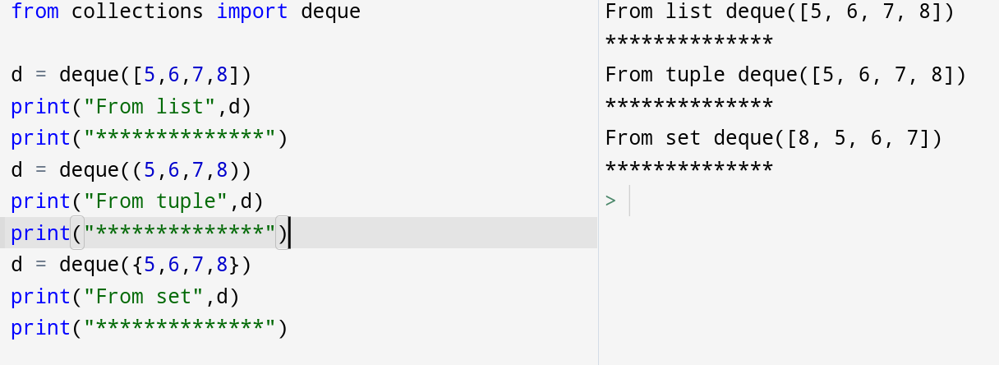 from collections import deque
d = deque([5,6,7,8])
print("From list",d)
print("**************")
d = deque((5,6,7,8))
print("From tuple",d)
print("**************")
d = deque({5,6,7,8})
print("From set",d)
print("**************")
From list deque([5, 6, 7, 8])
**************
From tuple deque([5, 6, 7, 8])
**************
From set deque([8, 5, 6, 7])
**************
>